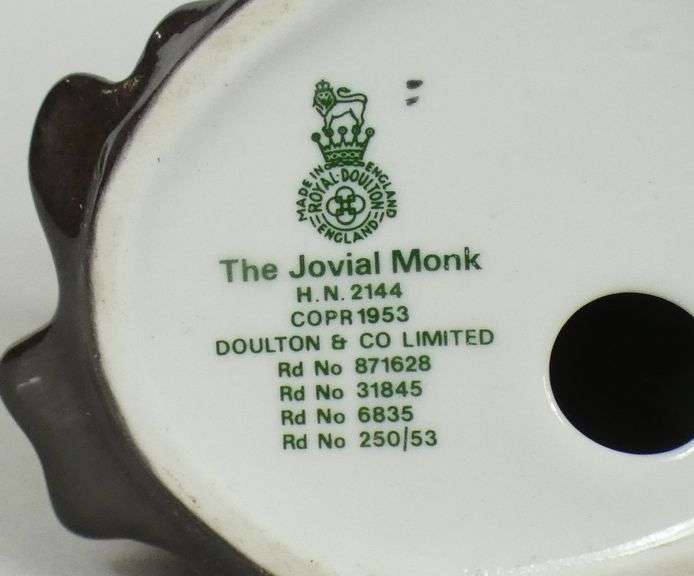 MADE IN ENGLAND
ROYAL·DOULTON
ENGLAND
The Jovial Monk
H.N. 2144
COPR 1953
DOULTON & CO LIMITED
Rd No 871628
Rd No 31845
Rd No 6835
Rd No 250/53